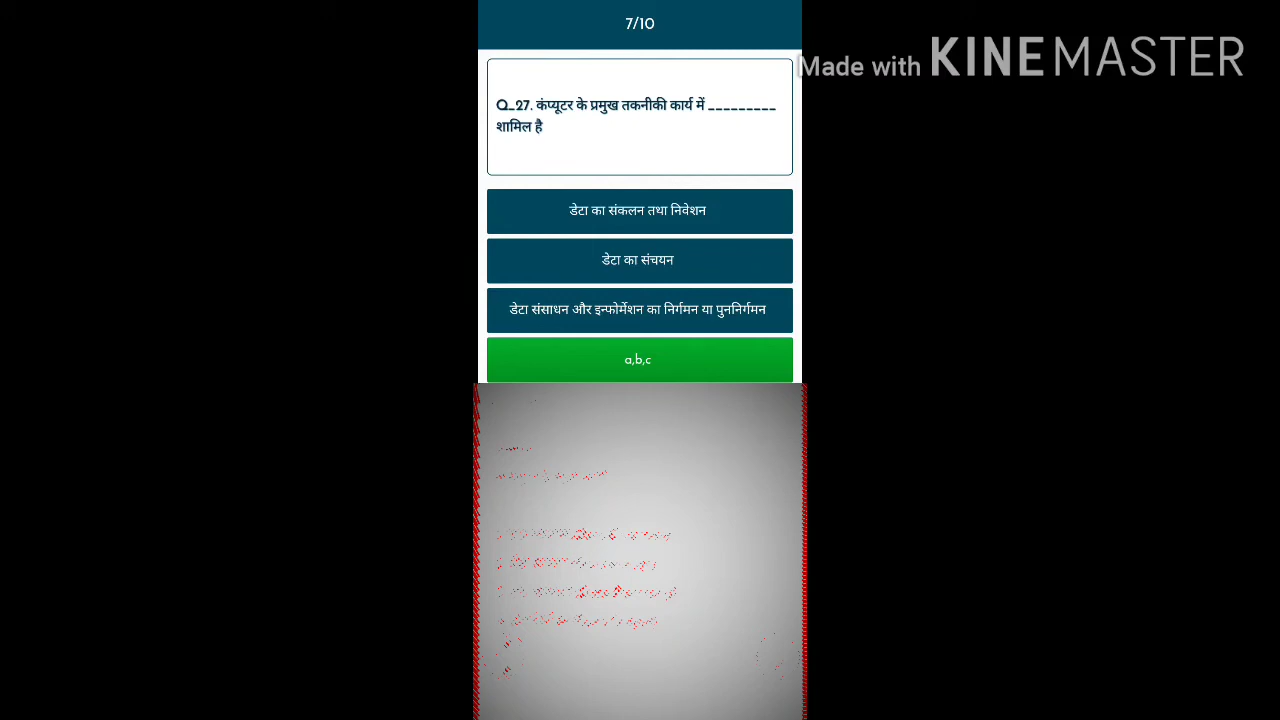 7/10
Made with KINEMASTER
Q_27. कंप्यूटर के प्रमुख तकनीकी कार्य में _________
शामिल है
डेटा का संकलन तथा निवेशन
डेटा का संचयन
डेटा संसाधन और इन्फोर्मेशन का निर्गमन या पुननिर्गमन
a,b,c